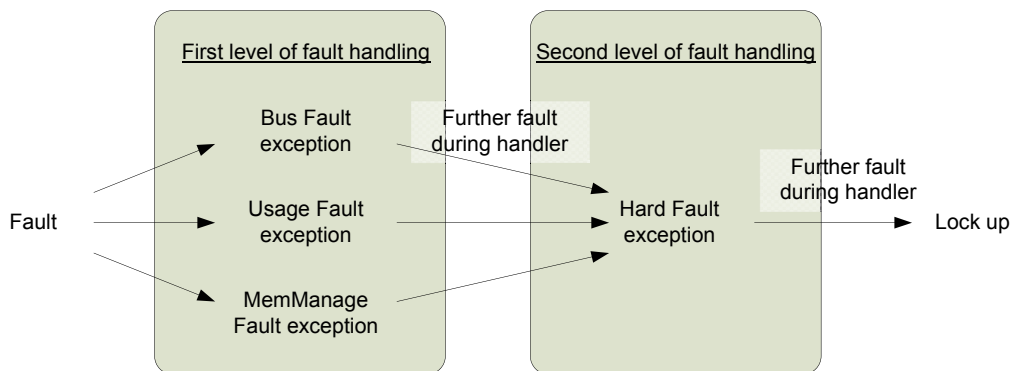 First level of fault handling
Second level of fault handling
Bus Fault
exception
Further fault
during handler
Further fault
during handler
Fault
Usage Fault
exception
Hard Fault
exception
Lock up
MemManage
Fault exception